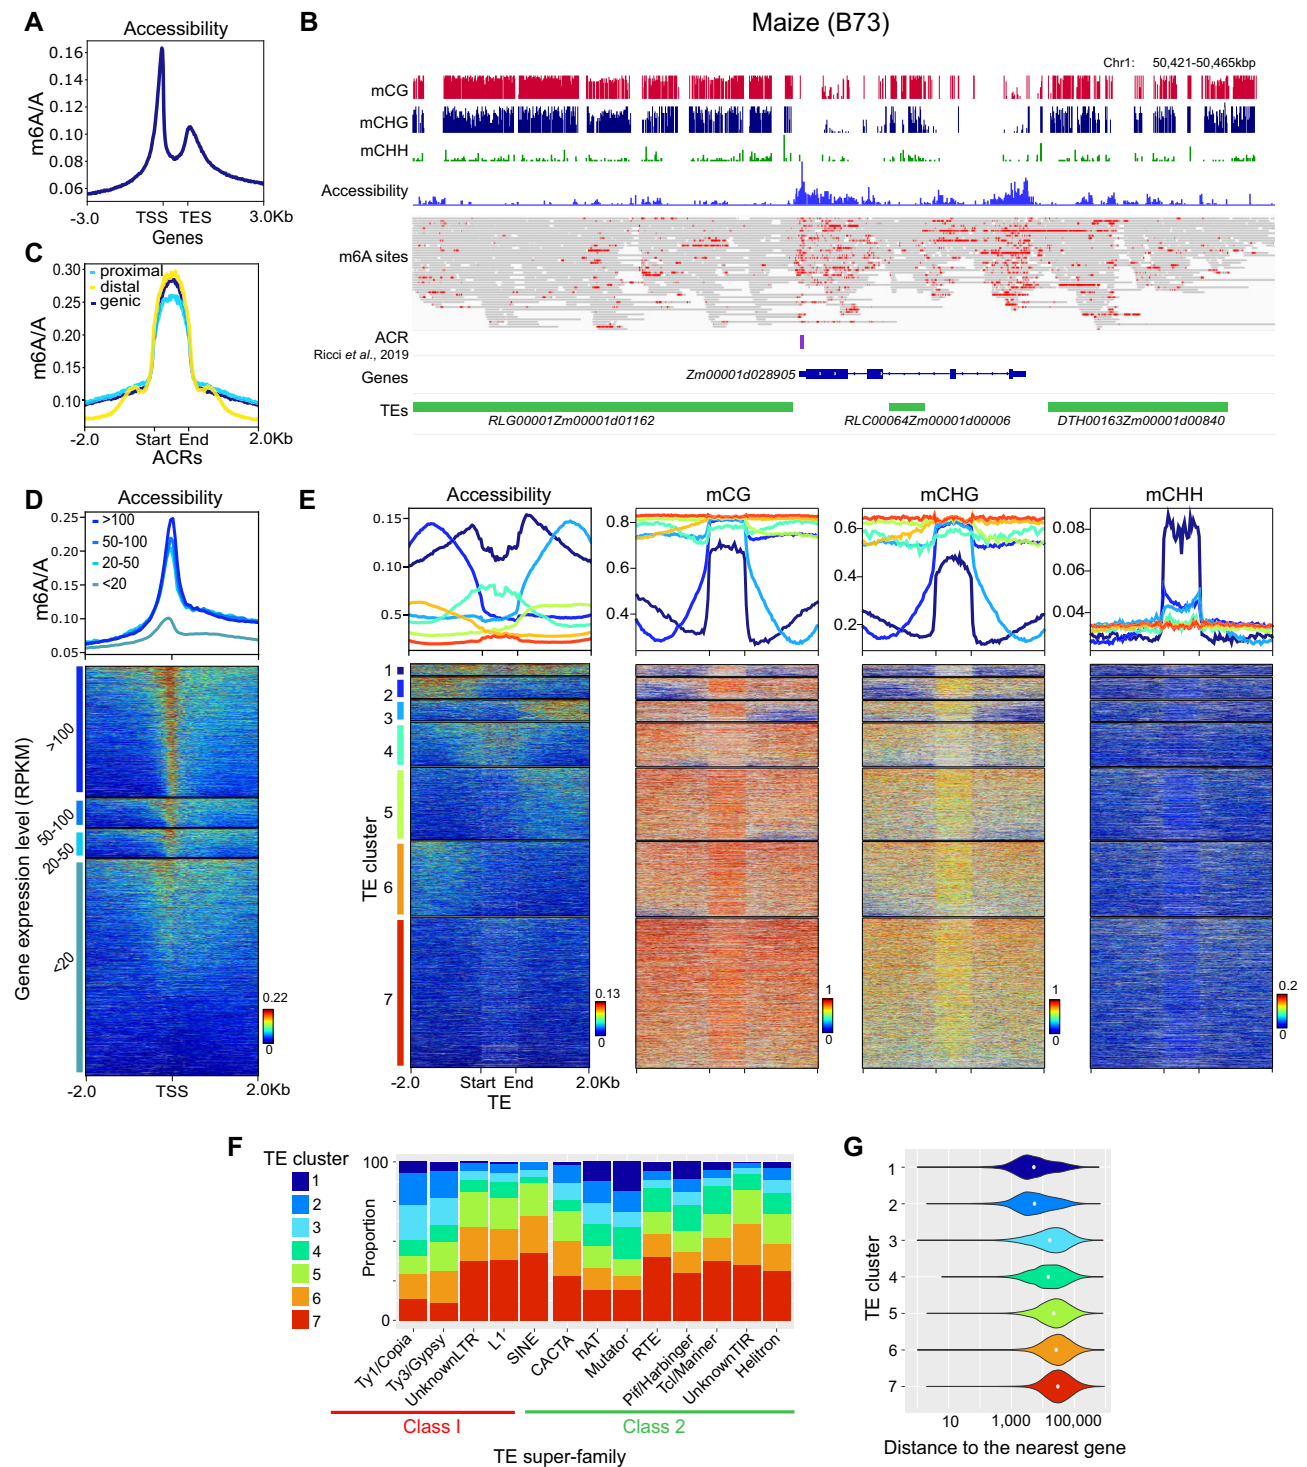 A
Accessibility
m6A/A
0.16
0.14
0.12
0.10
0.08
0.06
-3.0
TSS
TES
3.0Kb
Genes
B
Maize (B73)
Chr1: 50,421-50,465kbp
mCG
mCHG
mCHH
Accessibility
m6A sites
ACR
Ricci et al., 2019
Genes
Zm00001d028905
TEs
RLG00001Zm00001d01162
RLC00064Zm00001d00006
DTH00163Zm00001d00840
C
m6A/A
0.30
0.25
0.20
0.15
0.10
proximal
distal
genic
-2.0
Start
End
2.0Kb
ACRs
D
Accessibility
m6A/A
0.25
0.20
0.15
0.10
0.05
>100
50-100
20-50
<20
Gene expression level (RPKM)
>100
50-100
20-50
<20
0.22
0
-2.0
TSS
2.0Kb
E
Accessibility
0.15
0.10
0.5
mCG
0.8
0.6
0.4
mCHG
0.6
0.4
0.2
mCHH
0.08
0.06
0.04
TE cluster
1
2
3
4
5
6
7
0.13
0
1
0
1
0
0.2
0
-2.0
Start
End
2.0Kb
TE
F
TE cluster
1
2
3
4
5
6
7
Proportion
100
0
Ty1/Copia
Ty3/Gypsy
UnknownLTR
L1
SINE
CACTA
hAT
Mutator
RTE
Pif/Harbinger
Tcl/Mariner
UnknownTIR
Helitron
Class I
Class 2
TE super-family
G
TE cluster
1
2
3
4
5
6
7
10
1,000
100,000
Distance to the nearest gene